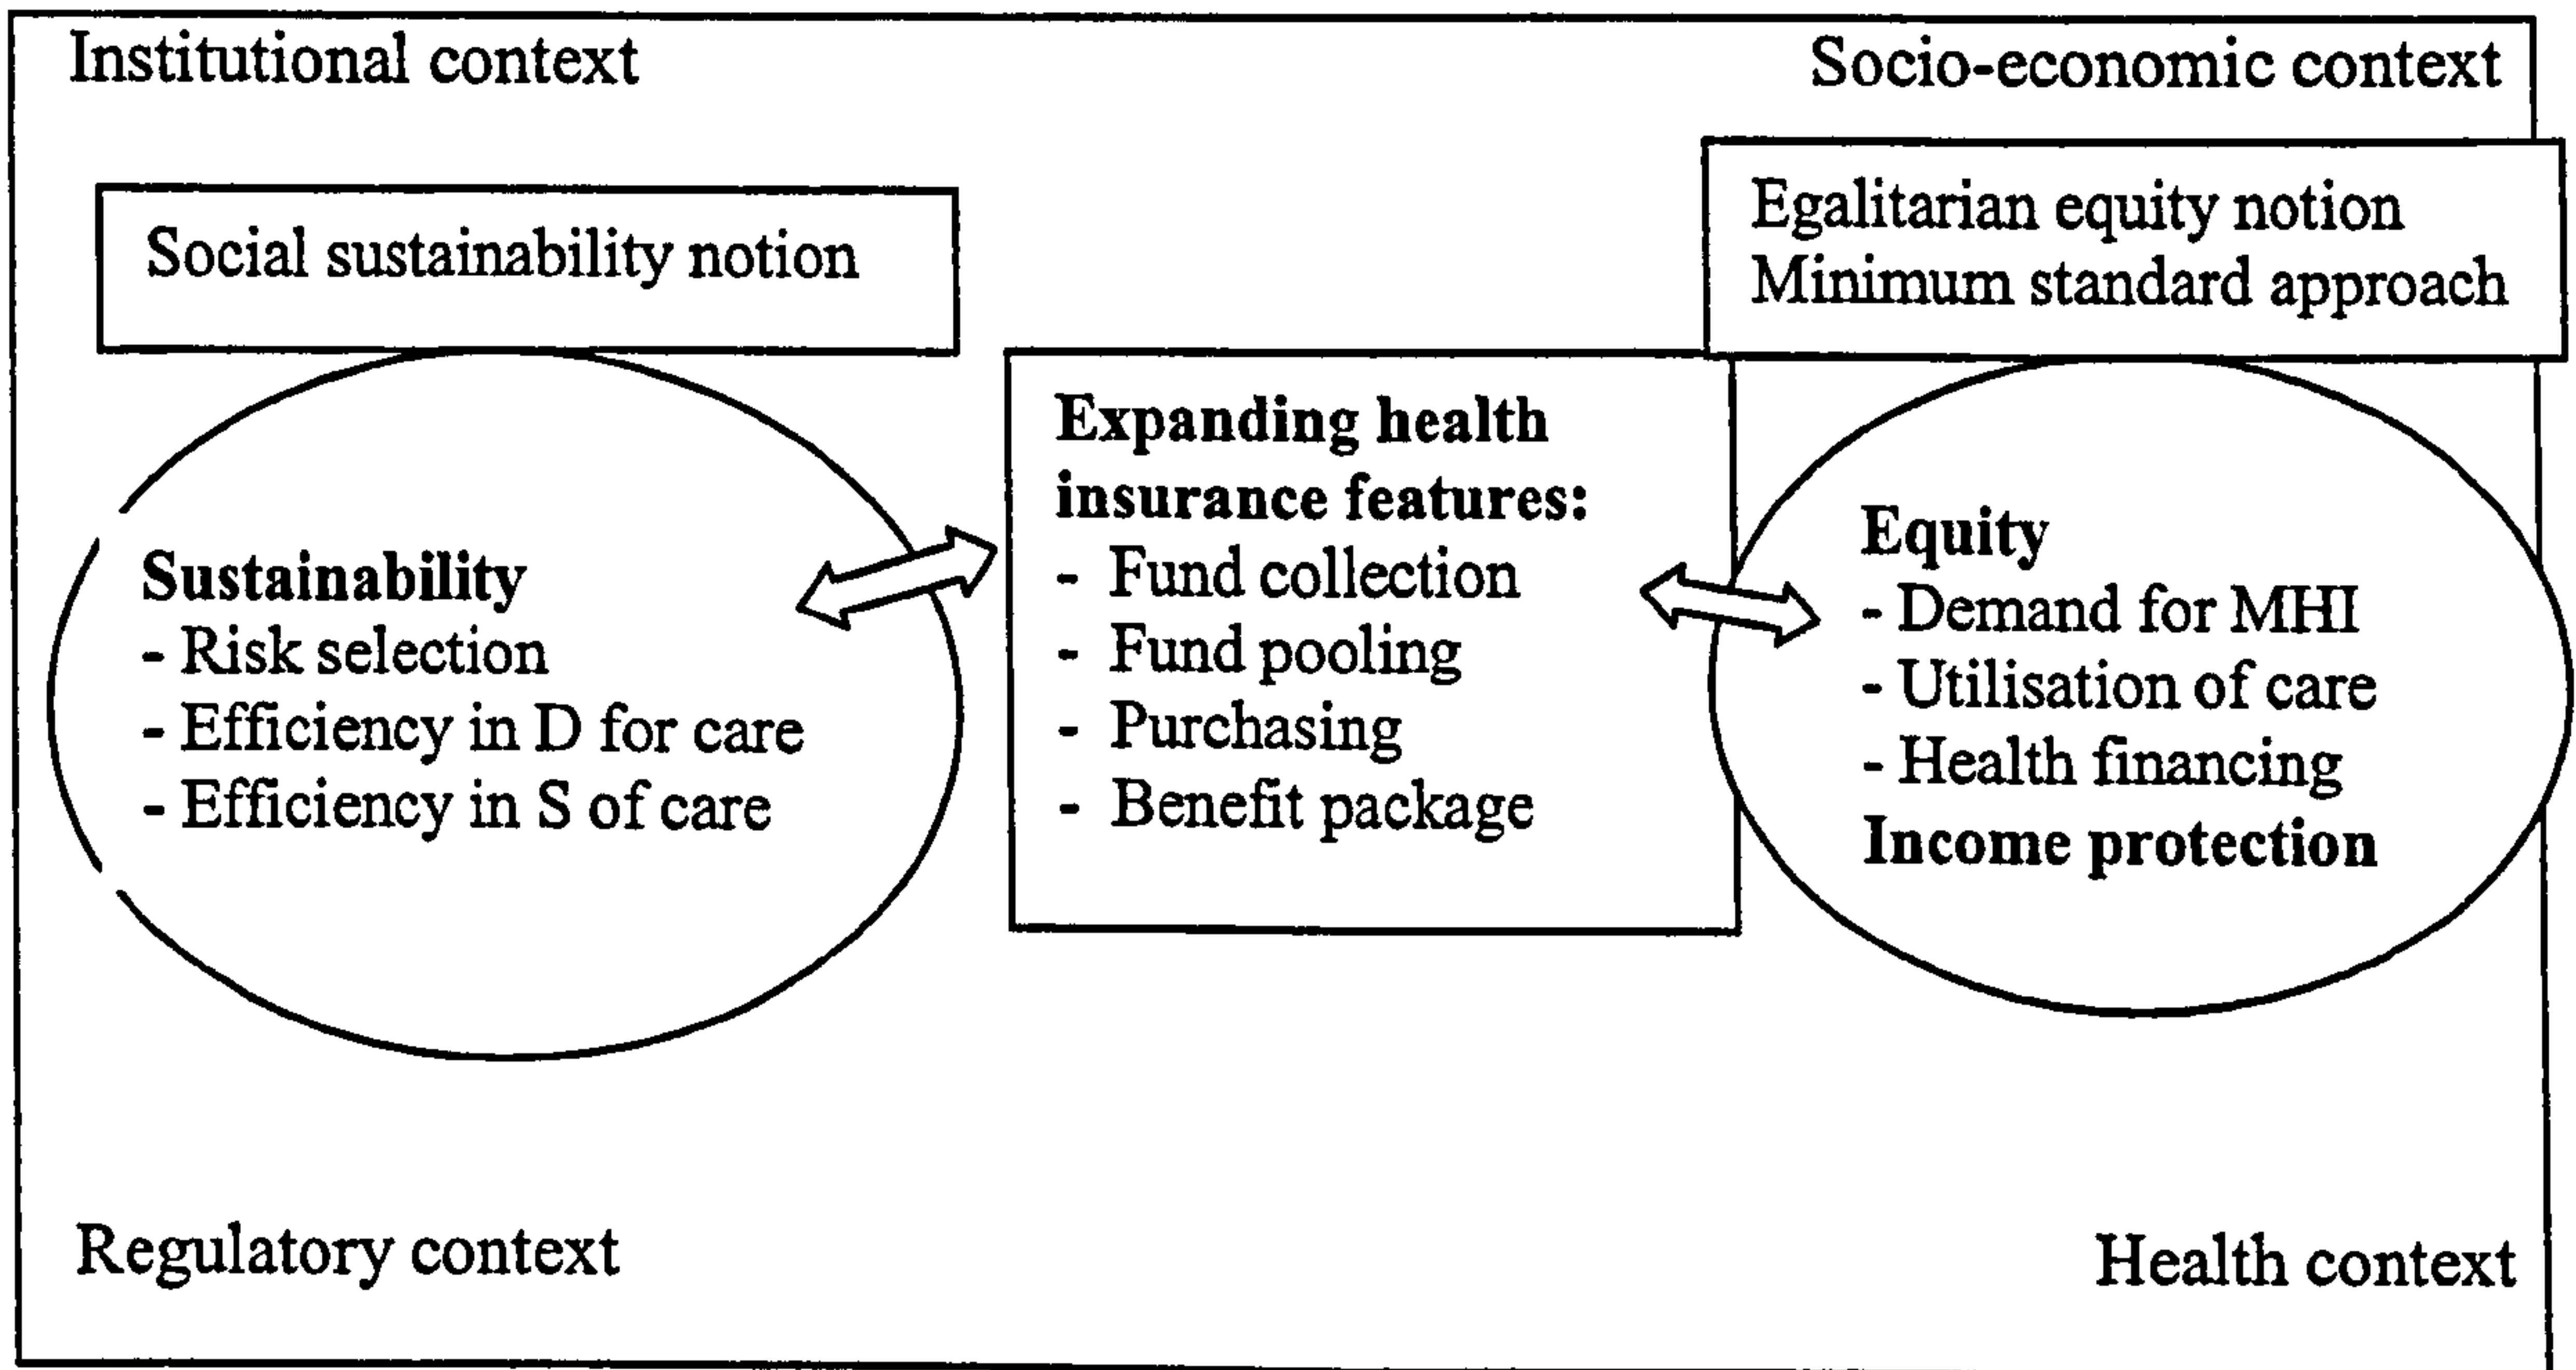 Institutional context
Socio-economic context
Social sustainability notion
Egalitarian equity notion
Minimum standard approach
Sustainability
- Risk selection
- Efficiency in D for care
- Efficiency in S of care
Expanding health
insurance features:
- Fund collection
- Fund pooling
- Purchasing
- Benefit package
Equity
- Demand for MHI
- Utilisation of care
- Health financing
Income protection
Regulatory context
Health context